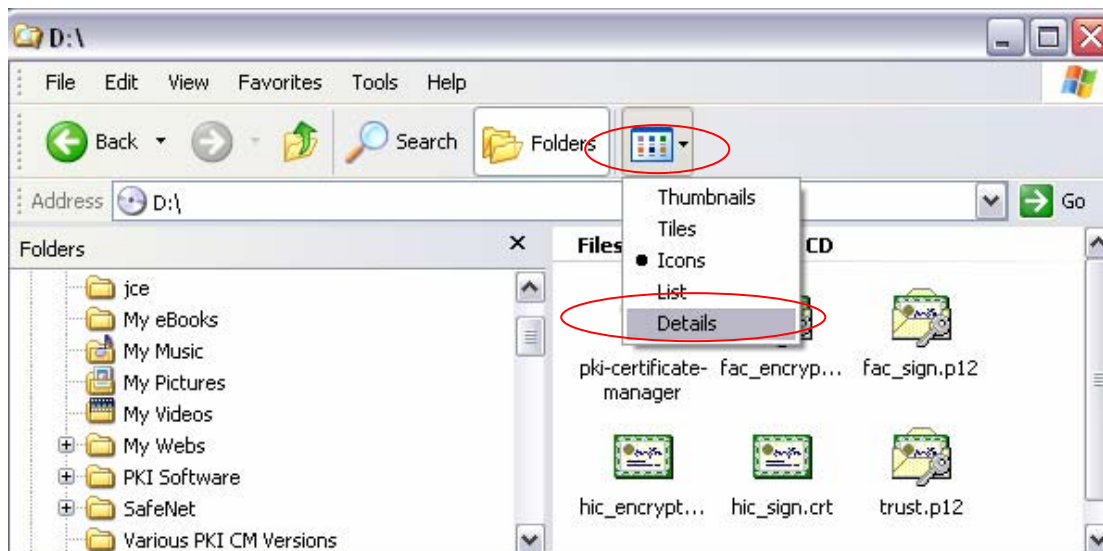 D:\
File Edit View Favorites Tools Help
Back Search Folders
Address D:\ Go
Folders
Files CD
Thumbnails
Tiles
Icons
List
Details
jce
My eBooks
My Music
My Pictures
My Videos
My Webs
PKI Software
SafeNet
Various PKI CM Versions
pki-certificate-
manager
fac_encryp...
fac_sign.p12
hic_encrypt...
hic_sign.crt
trust.p12